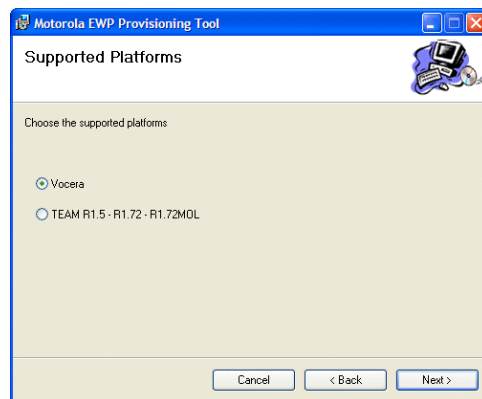 Motorola EWP Provisioning Tool
Supported Platforms
Choose the supported platforms
Vocera
TEAM R1.5 - R1.72 - R1.72MOL
Cancel
< Back
Next >